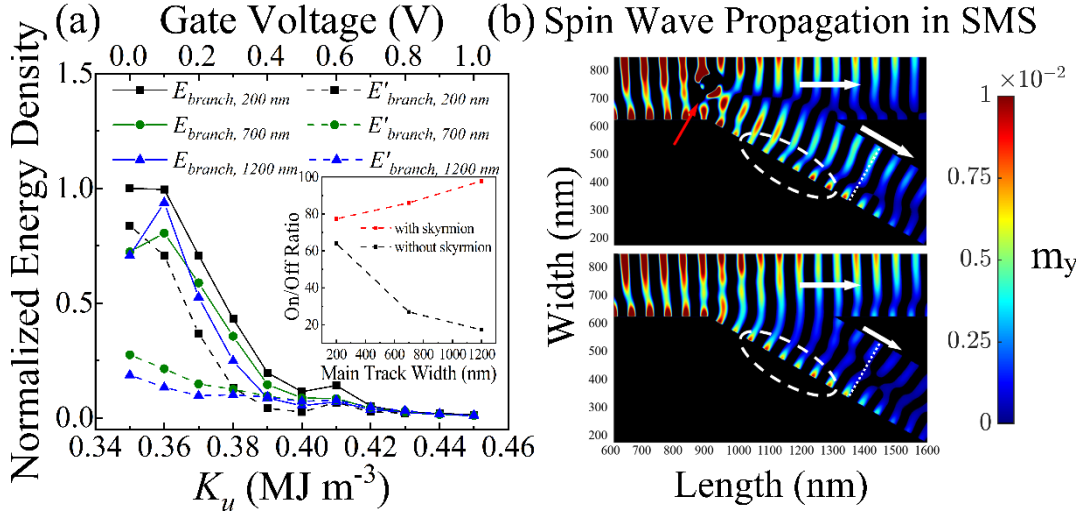 (a)
Gate Voltage (V)
0.0 0.2 0.4 0.6 0.8 1.0
Normalized Energy Density
1.5
1.0
0.5
0.0
E_branch, 200 nm E'_branch, 200 nm
E_branch, 700 nm E'_branch, 700 nm
E_branch, 1200 nm E'_branch, 1200 nm
On/Off Ratio
100
80
60
40
20
with skyrmion
without skyrmion
200 400 600 800 1000 1200
Main Track Width (nm)
0.34 0.36 0.38 0.40 0.42 0.44 0.46
K_u (MJ m⁻³)
(b) Spin Wave Propagation in SMS
Width (nm)
800
700
600
500
400
300
200
800
700
600
500
400
300
200
600 700 800 900 1000 1100 1200 1300 1400 1500 1600
Length (nm)
×10⁻²
1
0.75
0.5
0.25
0
m_y